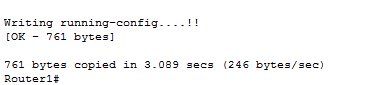 Writing running-config....!!
[OK - 761 bytes]
761 bytes copied in 3.089 secs (246 bytes/sec)
Router1#